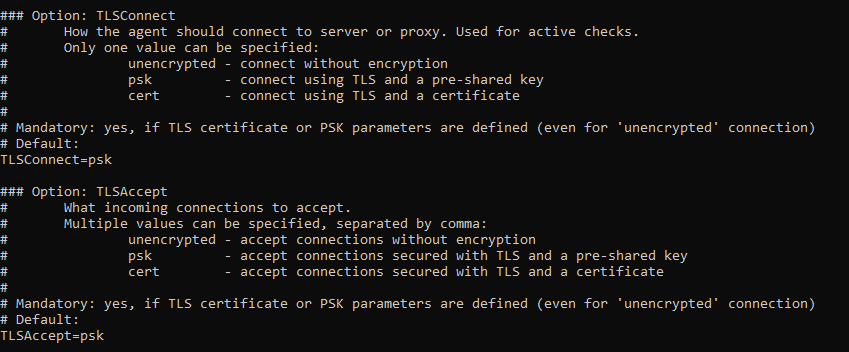 ### Option: TLSConnect
#       How the agent should connect to server or proxy. Used for active checks.
#       Only one value can be specified:
#               unencrypted - connect without encryption
#               psk         - connect using TLS and a pre-shared key
#               cert        - connect using TLS and a certificate
#
# Mandatory: yes, if TLS certificate or PSK parameters are defined (even for 'unencrypted' connection)
# Default:
TLSConnect=psk

### Option: TLSAccept
#       What incoming connections to accept.
#       Multiple values can be specified, separated by comma:
#               unencrypted - accept connections without encryption
#               psk         - accept connections secured with TLS and a pre-shared key
#               cert        - accept connections secured with TLS and a certificate
#
# Mandatory: yes, if TLS certificate or PSK parameters are defined (even for 'unencrypted' connection)
# Default:
TLSAccept=psk